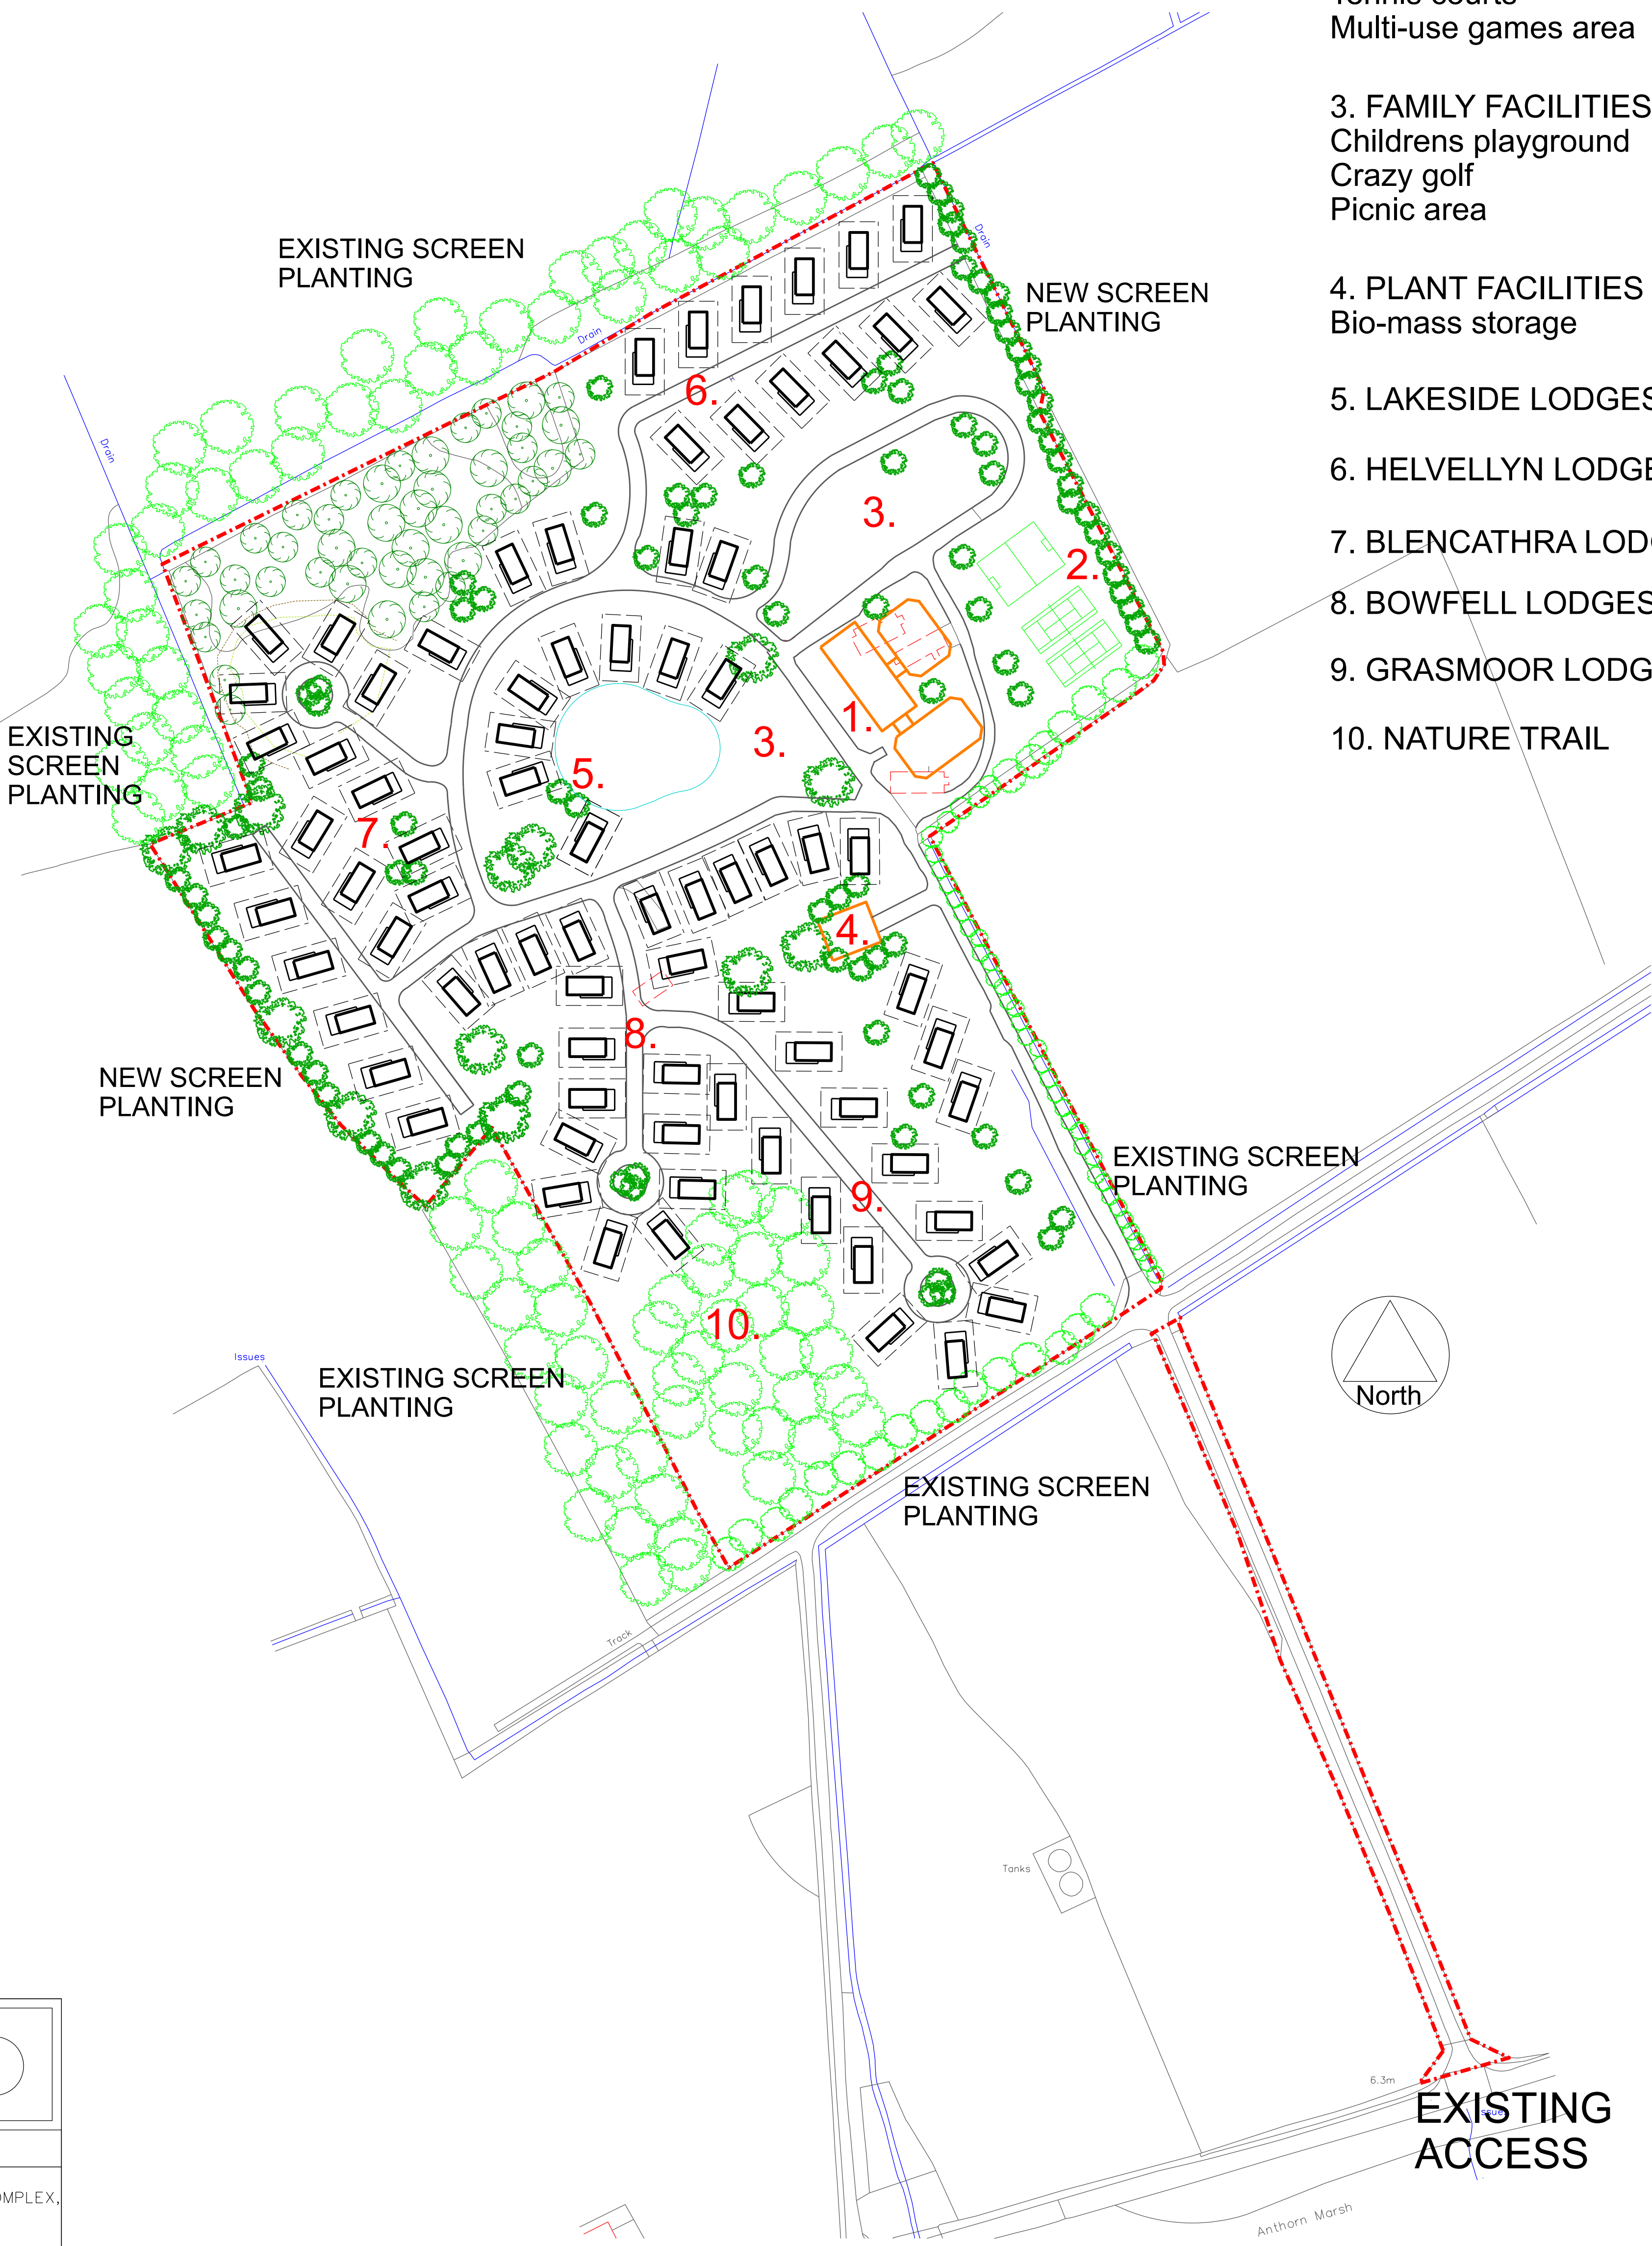 Multi-use games area
3. FAMILY FACILITIES
Childrens playground
Crazy golf
Picnic area
4. PLANT FACILITIES
Bio-mass storage
5. LAKESIDE LODGES
6. HELVELLYN LODGE
7. BLENCATHRA LOD
8. BOWFELL LODGES
9. GRASMOOR LODG
10. NATURE TRAIL
EXISTING SCREEN
PLANTING
Drain
NEW SCREEN
PLANTING
Drain
Drain
6.
3.
2.
EXISTING
SCREEN
PLANTING
1.
3.
5.
7.
4.
8.
NEW SCREEN
PLANTING
EXISTING SCREEN
PLANTING
9.
10.
North
Issues
EXISTING SCREEN
PLANTING
EXISTING SCREEN
PLANTING
Track
Tanks
6.3m
EXISTING
ACCESS
Issues
OMPLEX,
Anthorn Marsh